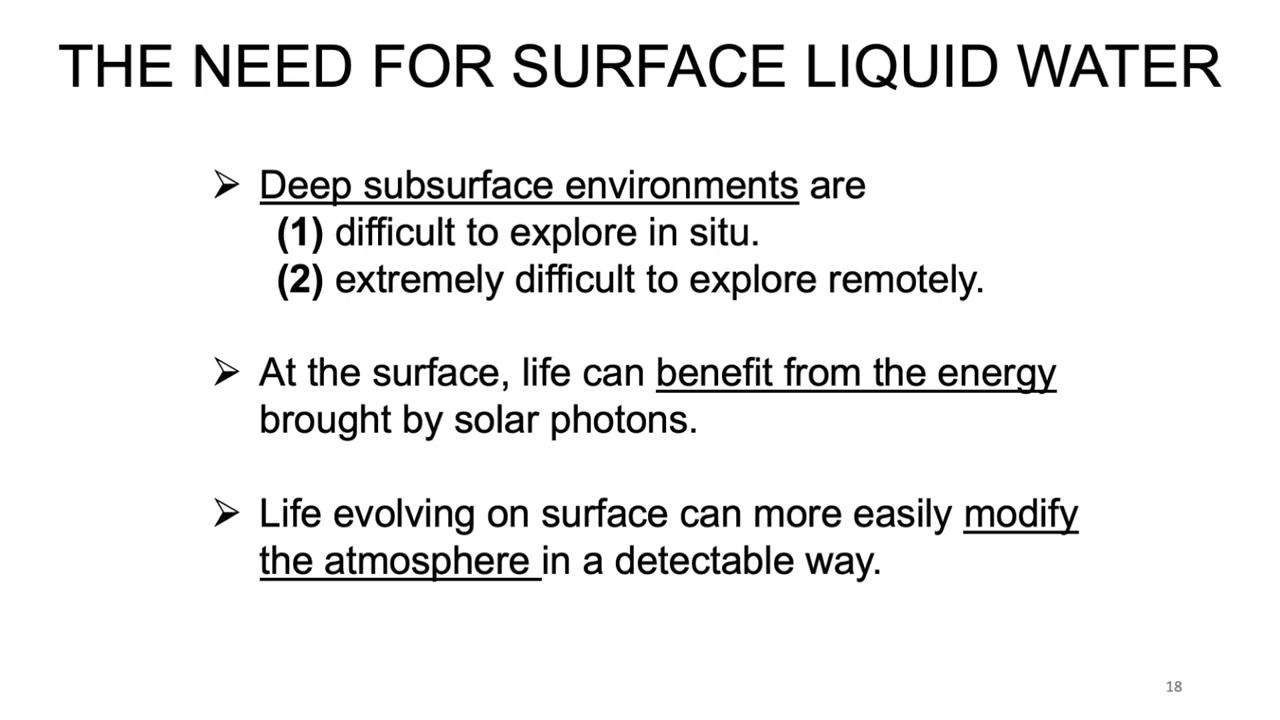 THE NEED FOR SURFACE LIQUID WATER
➢ Deep subsurface environments are
(1) difficult to explore in situ.
(2) extremely difficult to explore remotely.
➢ At the surface, life can benefit from the energy
brought by solar photons.
➢ Life evolving on surface can more easily modify
the atmosphere in a detectable way.
18